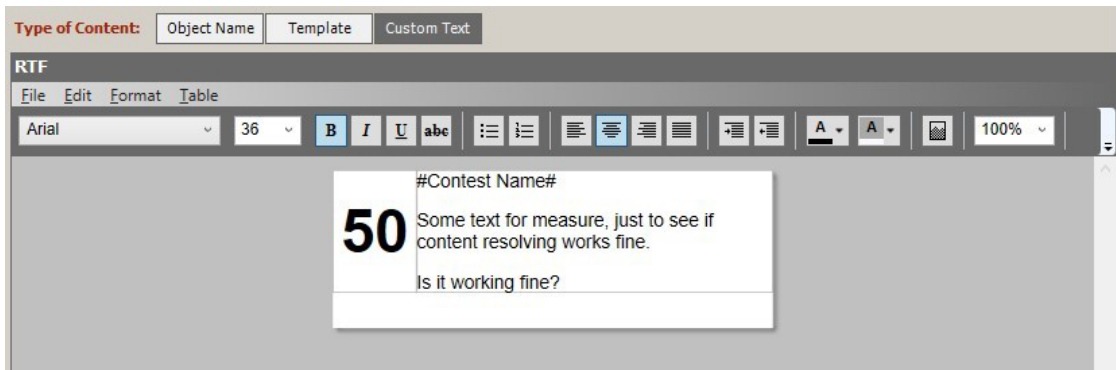 Type of Content: Object Name Template Custom Text
RTF
File Edit Format Table
Arial 36 B I U abc A A 100%
#Contest Name#
50
Some text for measure, just to see if
content resolving works fine.
Is it working fine?